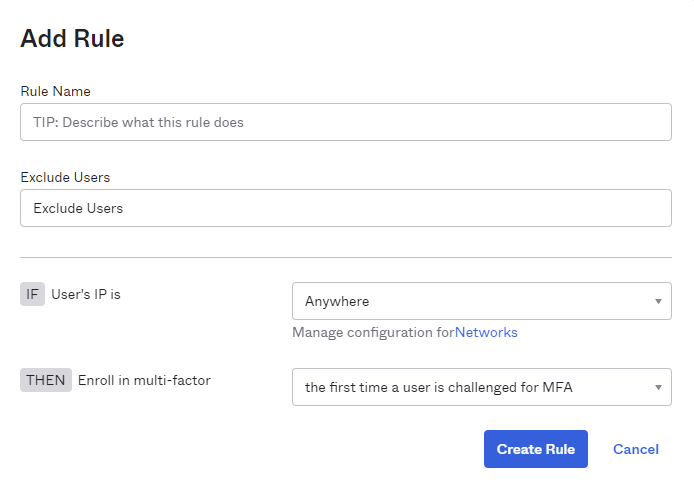 Add Rule
Rule Name
TIP: Describe what this rule does
Exclude Users
Exclude Users
IF User's IP is
Anywhere
Manage configuration forNetworks
THEN Enroll in multi-factor
the first time a user is challenged for MFA
Create Rule
Cancel